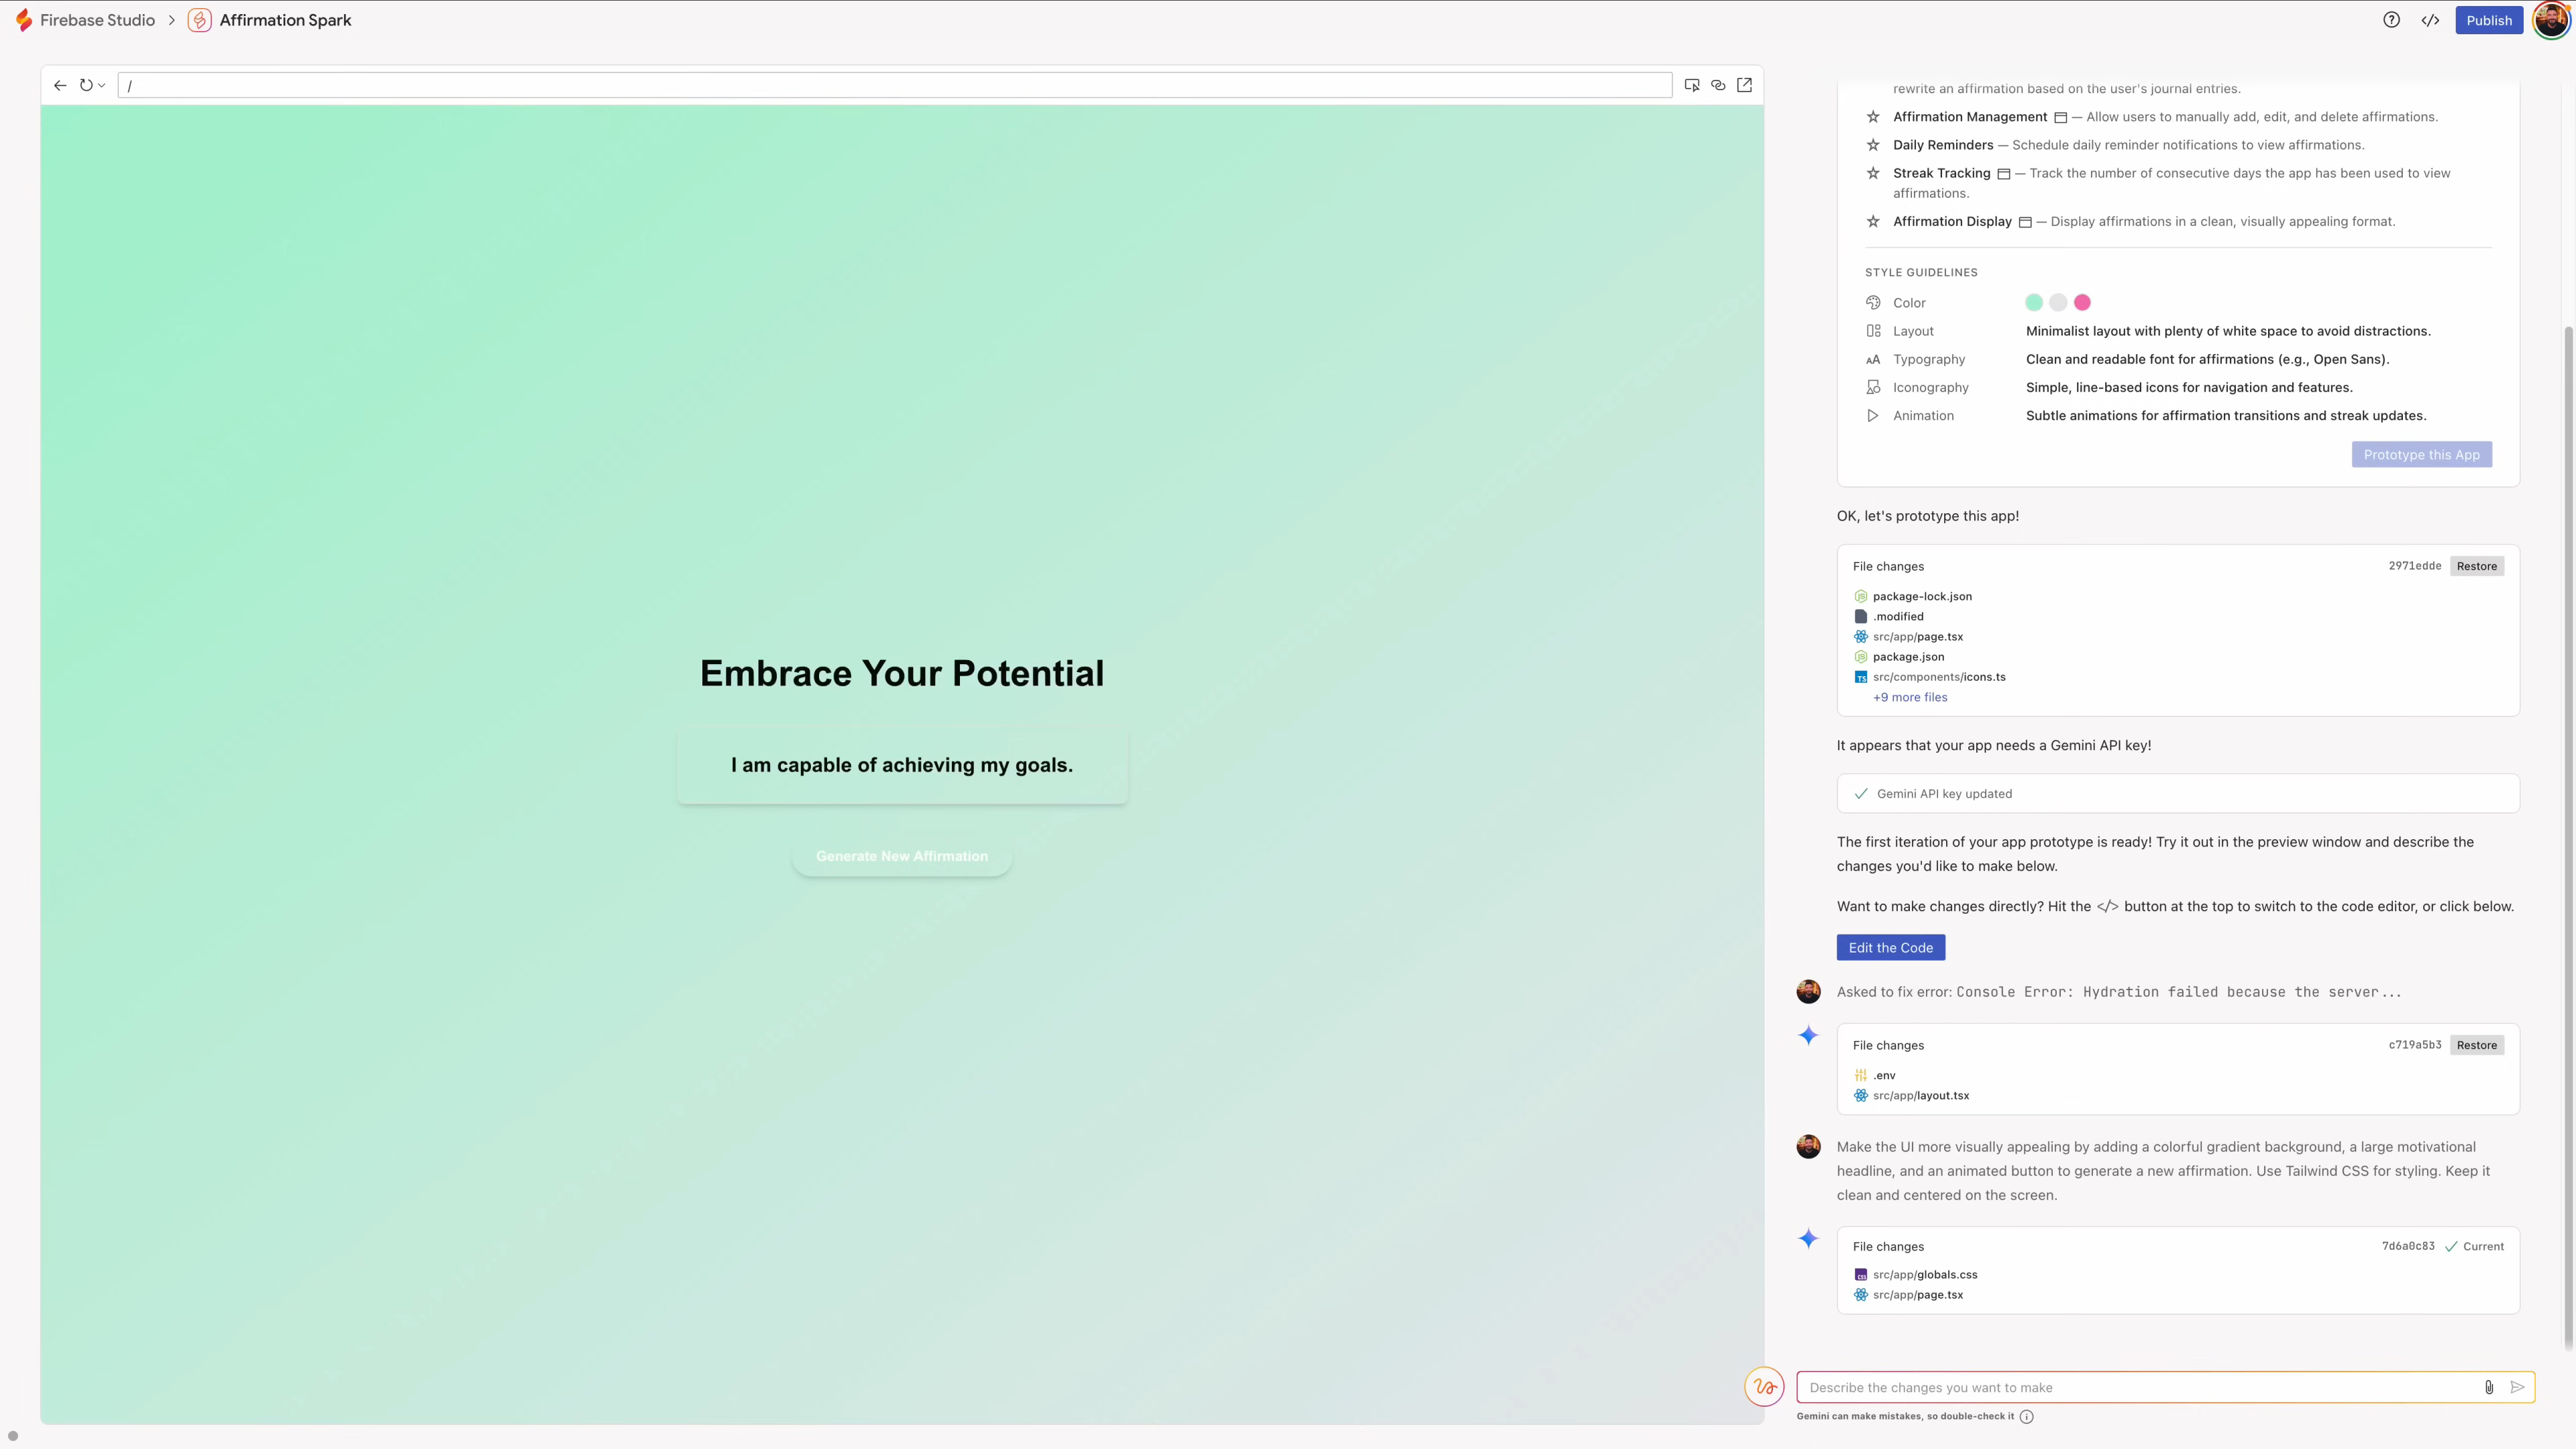 Firebase Studio > Affirmation Spark
</> Publish
/
Embrace Your Potential
I am capable of achieving my goals.
Generate New Affirmation
rewrite an affirmation based on the user's journal entries.
Affirmation Management — Allow users to manually add, edit, and delete affirmations.
Daily Reminders — Schedule daily reminder notifications to view affirmations.
Streak Tracking — Track the number of consecutive days the app has been used to view
affirmations.
Affirmation Display — Display affirmations in a clean, visually appealing format.
STYLE GUIDELINES
Color
Layout Minimalist layout with plenty of white space to avoid distractions.
Typography Clean and readable font for affirmations (e.g., Open Sans).
Iconography Simple, line-based icons for navigation and features.
Animation Subtle animations for affirmation transitions and streak updates.
Prototype this App
OK, let's prototype this app!
File changes 2971edde Restore
package-lock.json
.modified
src/app/page.tsx
package.json
src/components/icons.ts
+9 more files
It appears that your app needs a Gemini API key!
Gemini API key updated
The first iteration of your app prototype is ready! Try it out in the preview window and describe the
changes you'd like to make below.
Want to make changes directly? Hit the </> button at the top to switch to the code editor, or click below.
Edit the Code
Asked to fix error: Console Error: Hydration failed because the server...
File changes c719a5b3 Restore
.env
src/app/layout.tsx
Make the UI more visually appealing by adding a colorful gradient background, a large motivational
headline, and an animated button to generate a new affirmation. Use Tailwind CSS for styling. Keep it
clean and centered on the screen.
File changes 7d6a0c83 Current
src/app/globals.css
src/app/page.tsx
Describe the changes you want to make
Gemini can make mistakes, so double-check it